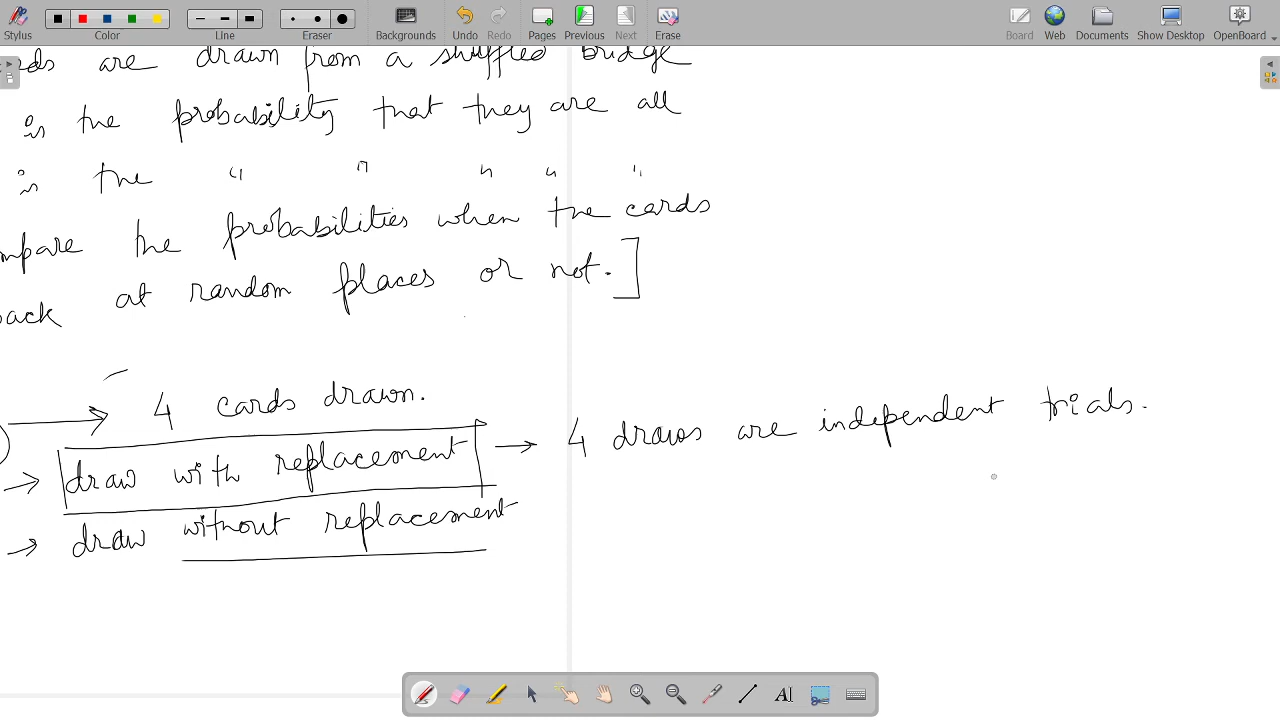 Stylus Color Line Eraser Backgrounds Undo Redo Pages Previous Next Erase Board Web Documents Show Desktop OpenBoard
ds are drawn from a shuffled bridge
is the probability that they are all
is the " " " " "
mpare the probabilities when the cards
back at random places or not.]
4 cards drawn.
draw with replacement → 4 draws are independent trials.
→ draw without replacement